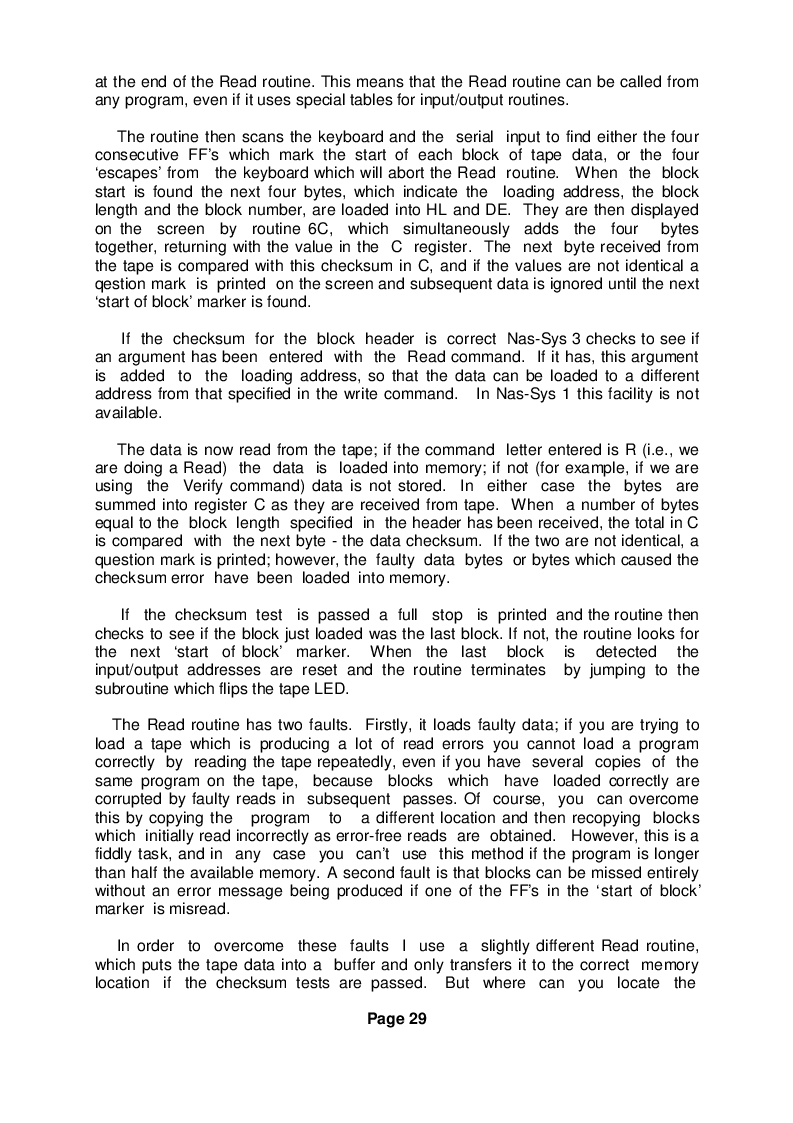 at the end of the Read routine. This means that the Read routine can be called from
any program, even if it uses special tables for input/output routines.
The routine then scans the keyboard and the serial input to find either the four
consecutive FF's which mark the start of each block of tape data, or the four
‘escapes’ from the keyboard which will abort the Read routine. When the block
start is found the next four bytes, which indicate the loading address, the block
length and the block number, are loaded into HL and DE. They are then displayed
on the screen by routine 6C, which simultaneously adds the four bytes
together, returning with the value in the C register. The next byte received from
the tape is compared with this checksum in C, and if the values are not identical a
qestion mark is printed on the screen and subsequent data is ignored until the next
‘start of block’ marker is found.
If the checksum for the block header is correct Nas-Sys 3 checks to see if
an argument has been entered with the Read command. If it has, this argument
is added to the loading address, so that the data can be loaded to a different
address from that specified in the write command. In Nas-Sys 1 this facility is not
available.
The data is now read from the tape; if the command letter entered is R (i.e., we
are doing a Read) the data is loaded into memory; if not (for example, if we are
using the Verify command) data is not stored. In either case the bytes are
summed into register C as they are received from tape. When a number of bytes
equal to the block length specified in the header has been received, the total in C
is compared with the next byte - the data checksum. If the two are not identical, a
question mark is printed; however, the faulty data bytes or bytes which caused the
checksum error have been loaded into memory.
If the checksum test is passed a full stop is printed and the routine then
checks to see if the block just loaded was the last block. If not, the routine looks for
the next ‘start of block’ marker. When the last block is detected the
input/output addresses are reset and the routine terminates by jumping to the
subroutine which flips the tape LED.
The Read routine has two faults. Firstly, it loads faulty data; if you are trying to
load a tape which is producing a lot of read errors you cannot load a program
correctly by reading the tape repeatedly, even if you have several copies of the
same program on the tape, because blocks which have loaded correctly are
corrupted by faulty reads in subsequent passes. Of course, you can overcome
this by copying the program to a different location and then recopying blocks
which initially read incorrectly as error-free reads are obtained. However, this is a
fiddly task, and in any case you can't use this method if the program is longer
than half the available memory. A second fault is that blocks can be missed entirely
without an error message being produced if one of the FF's in the ‘start of block’
marker is misread.
In order to overcome these faults I use a slightly different Read routine,
which puts the tape data into a buffer and only transfers it to the correct memory
location if the checksum tests are passed. But where can you locate the
Page 29